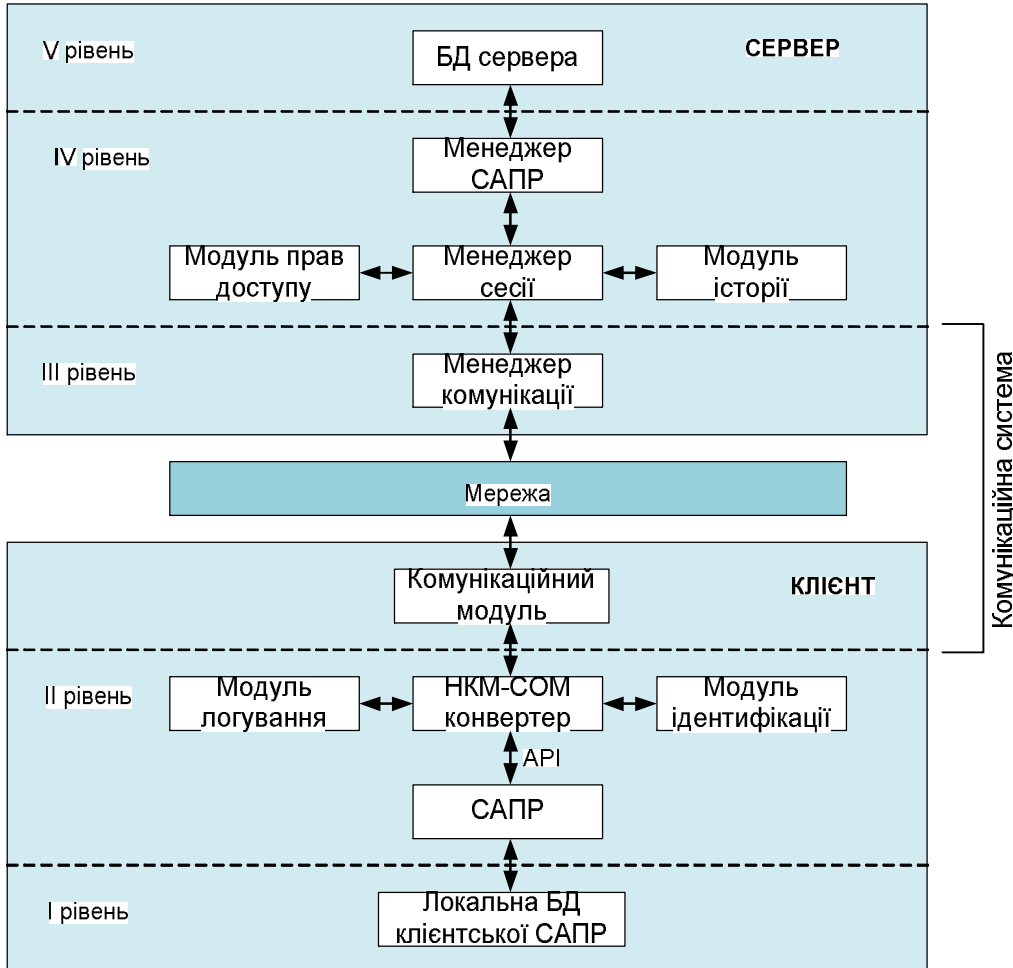 V рівень
БД сервера
СЕРВЕР
IV рівень
Менеджер
САПР
Модуль прав
доступу
Менеджер
сесії
Модуль
історії
III рівень
Менеджер
комунікації
Мережа
Комунікаційна система
Комунікаційний
модуль
КЛІЄНТ
II рівень
Модуль
логування
НКМ-СОМ
конвертер
Модуль
ідентифікації
API
САПР
I рівень
Локальна БД
клієнтської САПР